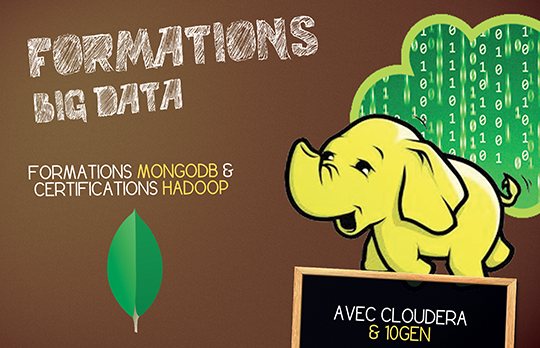 FORMATIONS
BIG DATA
FORMATIONS MONGODB &
CERTIFICATIONS HADOOP
AVEC CLOUDERA
& 10GEN